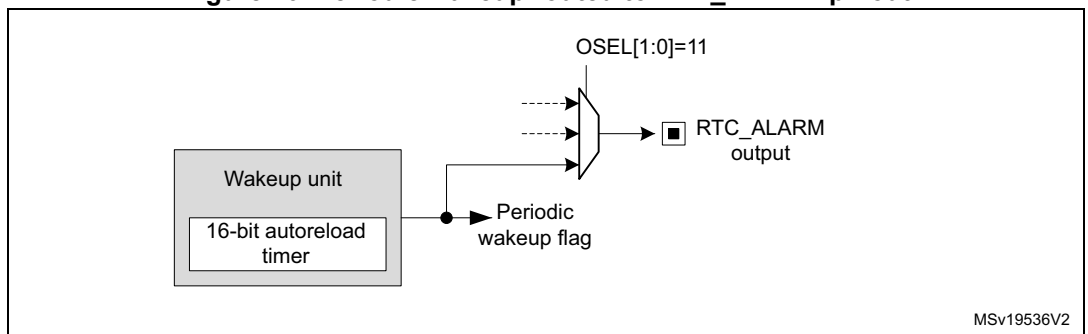 OSEL[1:0]=11
RTC_ALARM
output
Wakeup unit
16-bit autoreload
timer
Periodic
wakeup flag
MSv19536V2